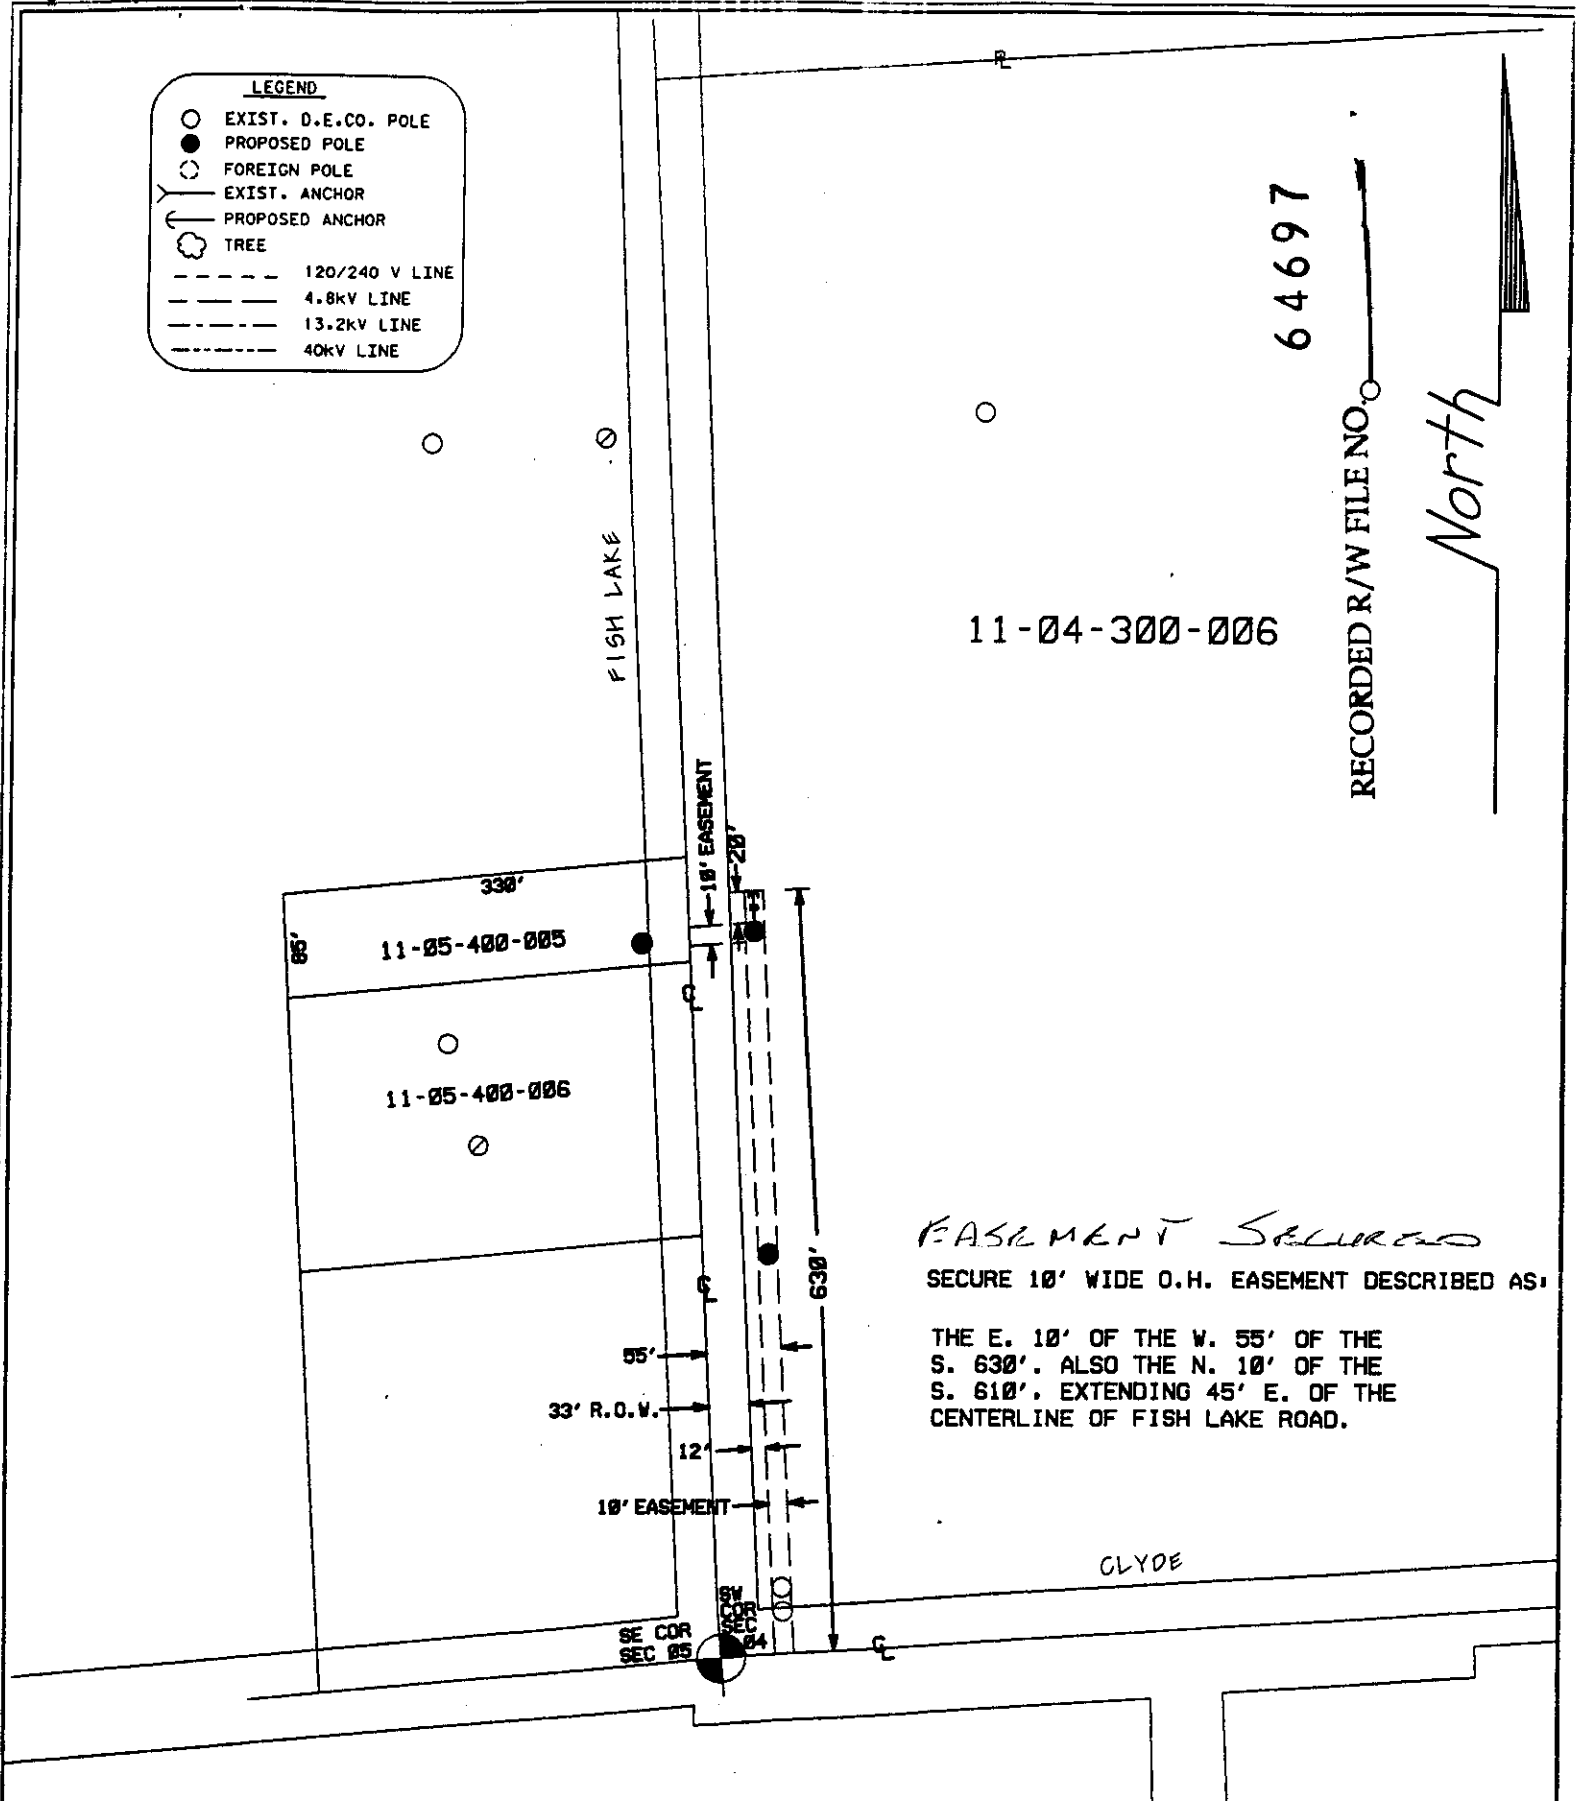 LEGEND
EXIST. D.E.CO. POLE
PROPOSED POLE
FOREIGN POLE
EXIST. ANCHOR
PROPOSED ANCHOR
TREE
120/240 V LINE
4.8kV LINE
13.2kV LINE
40kV LINE
PL
64697
RECORDED R/W FILE NO.
North
FISH LAKE
11-04-300-006
10' EASEMENT
20'
330'
85'
11-05-400-005
CL
11-05-400-006
630'
CL
EASEMENT SECURED
SECURE 10' WIDE O.H. EASEMENT DESCRIBED AS:
THE E. 10' OF THE W. 55' OF THE
S. 630'. ALSO THE N. 10' OF THE
S. 610'. EXTENDING 45' E. OF THE
CENTERLINE OF FISH LAKE ROAD.
55'
33' R.O.W.
12'
10' EASEMENT
CLYDE
SW
COR
SEC
04
SE COR
SEC 05
CL